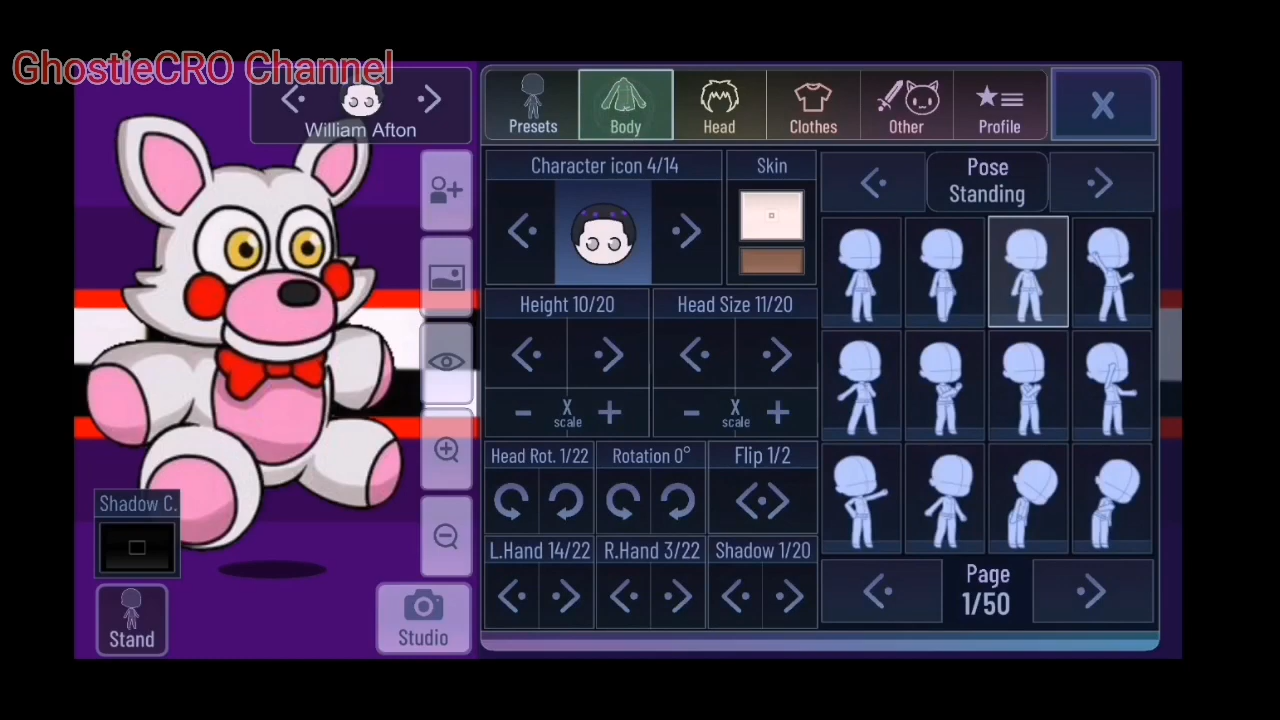 GhostieCRO Channel
William Afton
Presets
Body
Head
Clothes
Other
Profile
X
Character icon 4/14
Skin
Pose
Standing
Height 10/20
Head Size 11/20
X
scale
X
scale
Head Rot. 1/22
Rotation 0°
Flip 1/2
Shadow C.
L.Hand 14/22
R.Hand 3/22
Shadow 1/20
Page
1/50
Stand
Studio